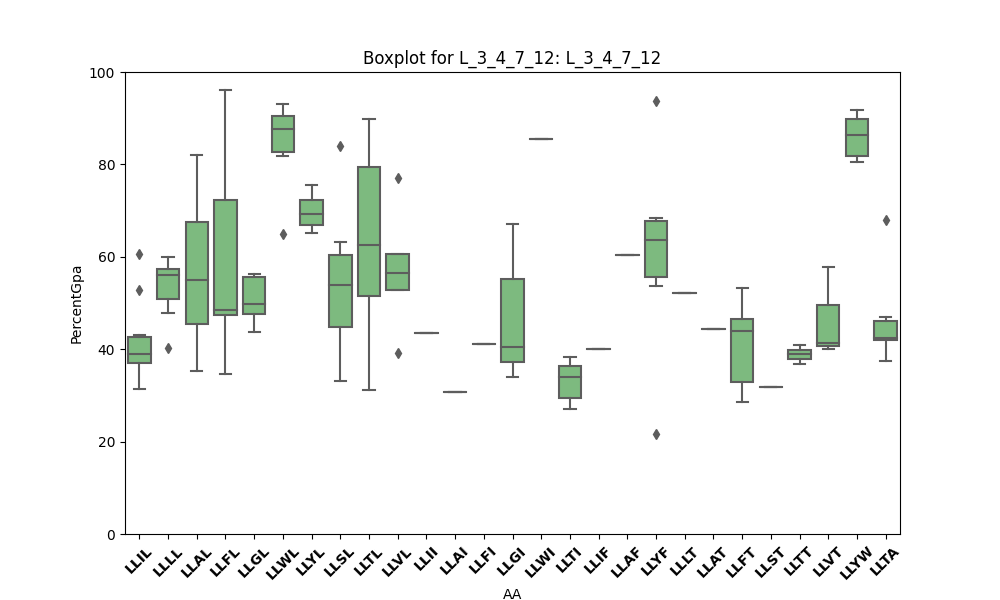 Boxplot for L_3_4_7_12: L_3_4_7_12
100
80
60
40
20
0
PercentGpa
LLIL LLLL LLAL LLFL LLGL LLWL LLYL LLSL LLTL LLVL LLII LLAI LLFI LLGI LLWI LLTI LLIF LLAF LLYF LLLT LLAT LLFT LLST LLTT LLVT LLYW LLTA
AA